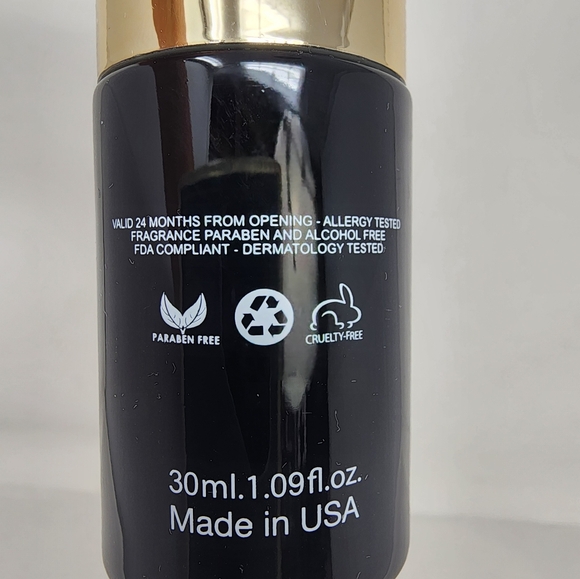 VALID 24 MONTHS FROM OPENING - ALLERGY TESTED
FRAGRANCE PARABEN AND ALCOHOL FREE
FDA COMPLIANT - DERMATOLOGY TESTED
PARABEN FREE
CRUELTY-FREE
30ml.1.09fl.oz.
Made in USA